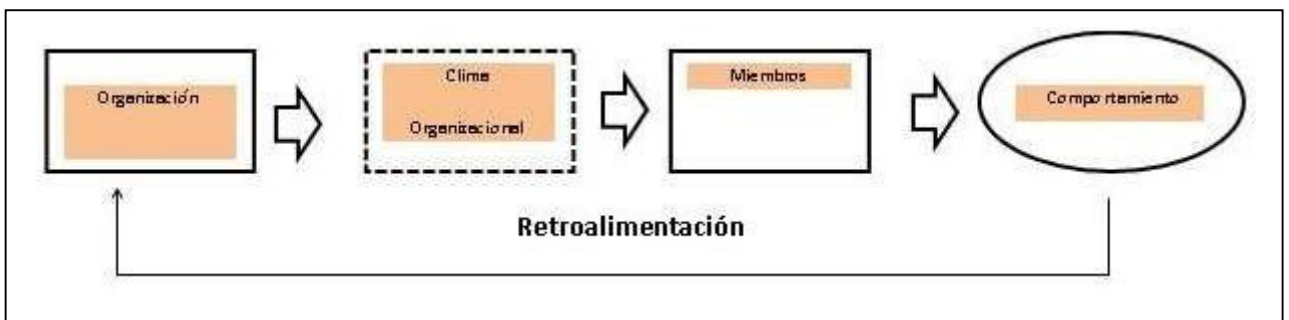 Organización
Clima
Organizacional
Miembros
Comportamiento
Retroalimentación